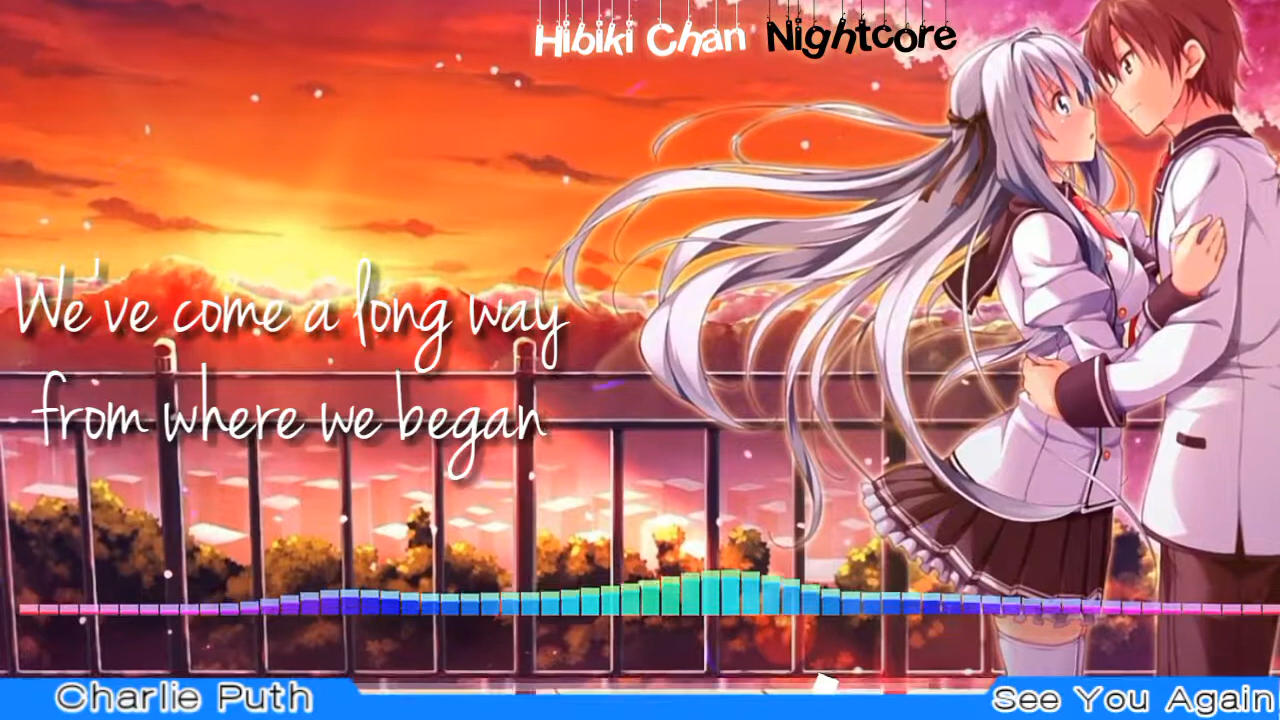 Hibiki Chan Nightcore
We've come a long way
from where we began
Charlie Puth
See You Again